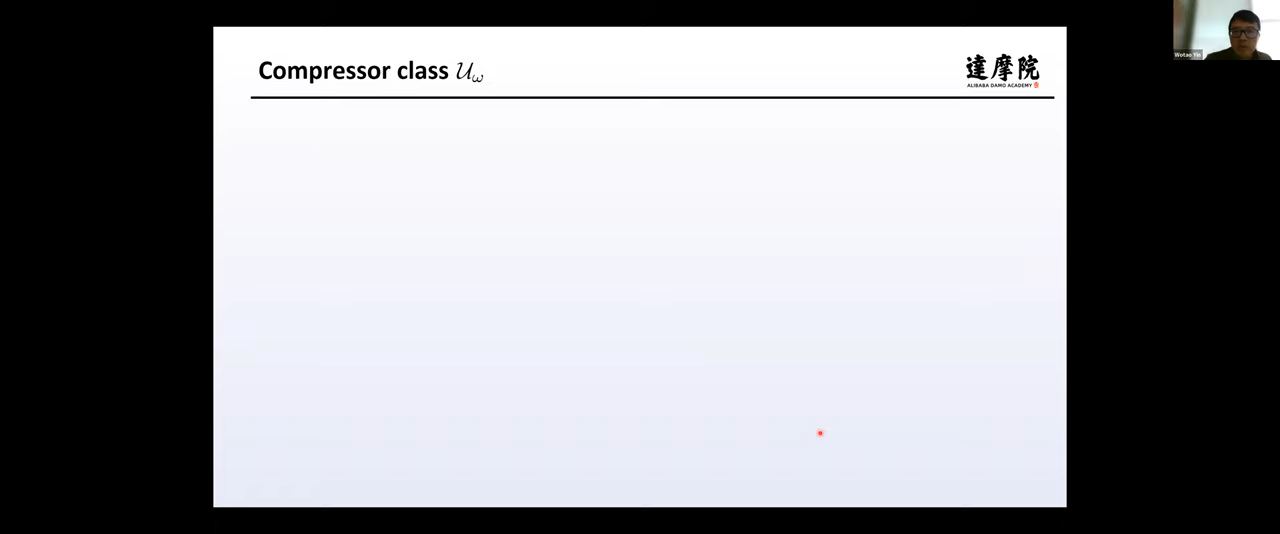 Compressor class 𝒰_ω
達摩院
ALIBABA DAMO ACADEMY
Wotao Yin